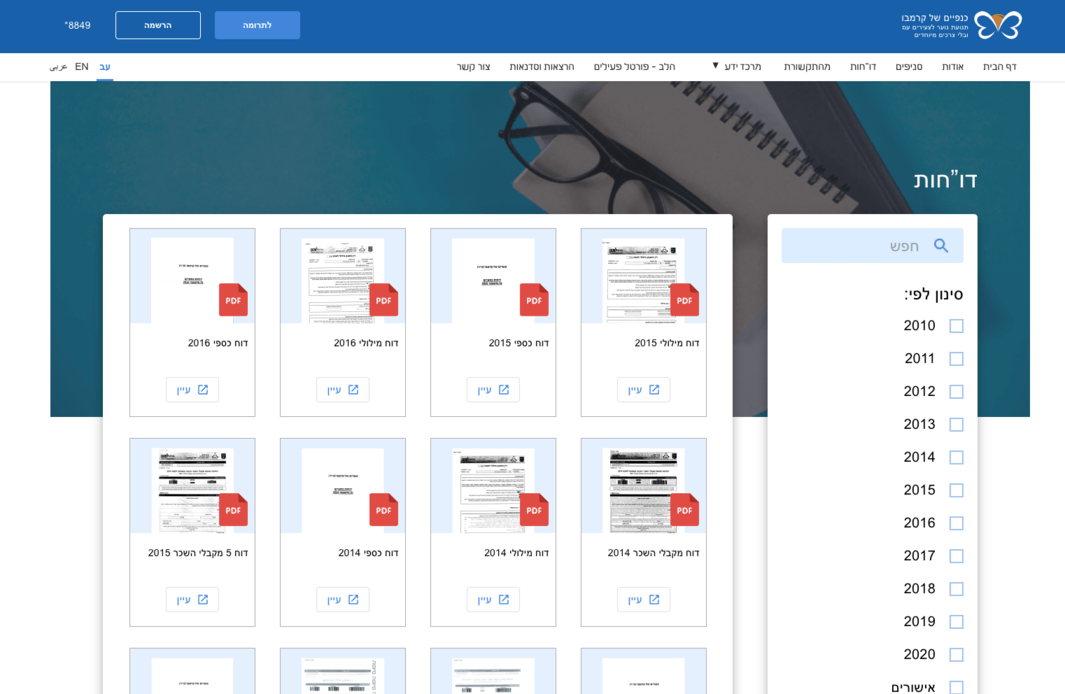 כנפיים של קרמבו
תנועת נוער לצעירים עם
ובלי צרכים מיוחדים
לתרומה
הרשמה
*8849
דף הבית
אודות
סניפים
דו"חות
מהתקשורת
מרכז ידע ▼
הלב - פורטל פעילים
הרצאות וסדנאות
צור קשר
עב
EN
عربى
דו"חות
חפש
סינון לפי:
2010
2011
2012
2013
2014
2015
2016
2017
2018
2019
2020
אישורים
PDF
דוח מילולי 2015
עיין
PDF
דוח כספי 2015
עיין
PDF
דוח מילולי 2016
עיין
PDF
דוח כספי 2016
עיין
PDF
דוח מקבלי השכר 2014
עיין
PDF
דוח מילולי 2014
עיין
PDF
דוח כספי 2014
עיין
PDF
דוח 5 מקבלי השכר 2015
עיין